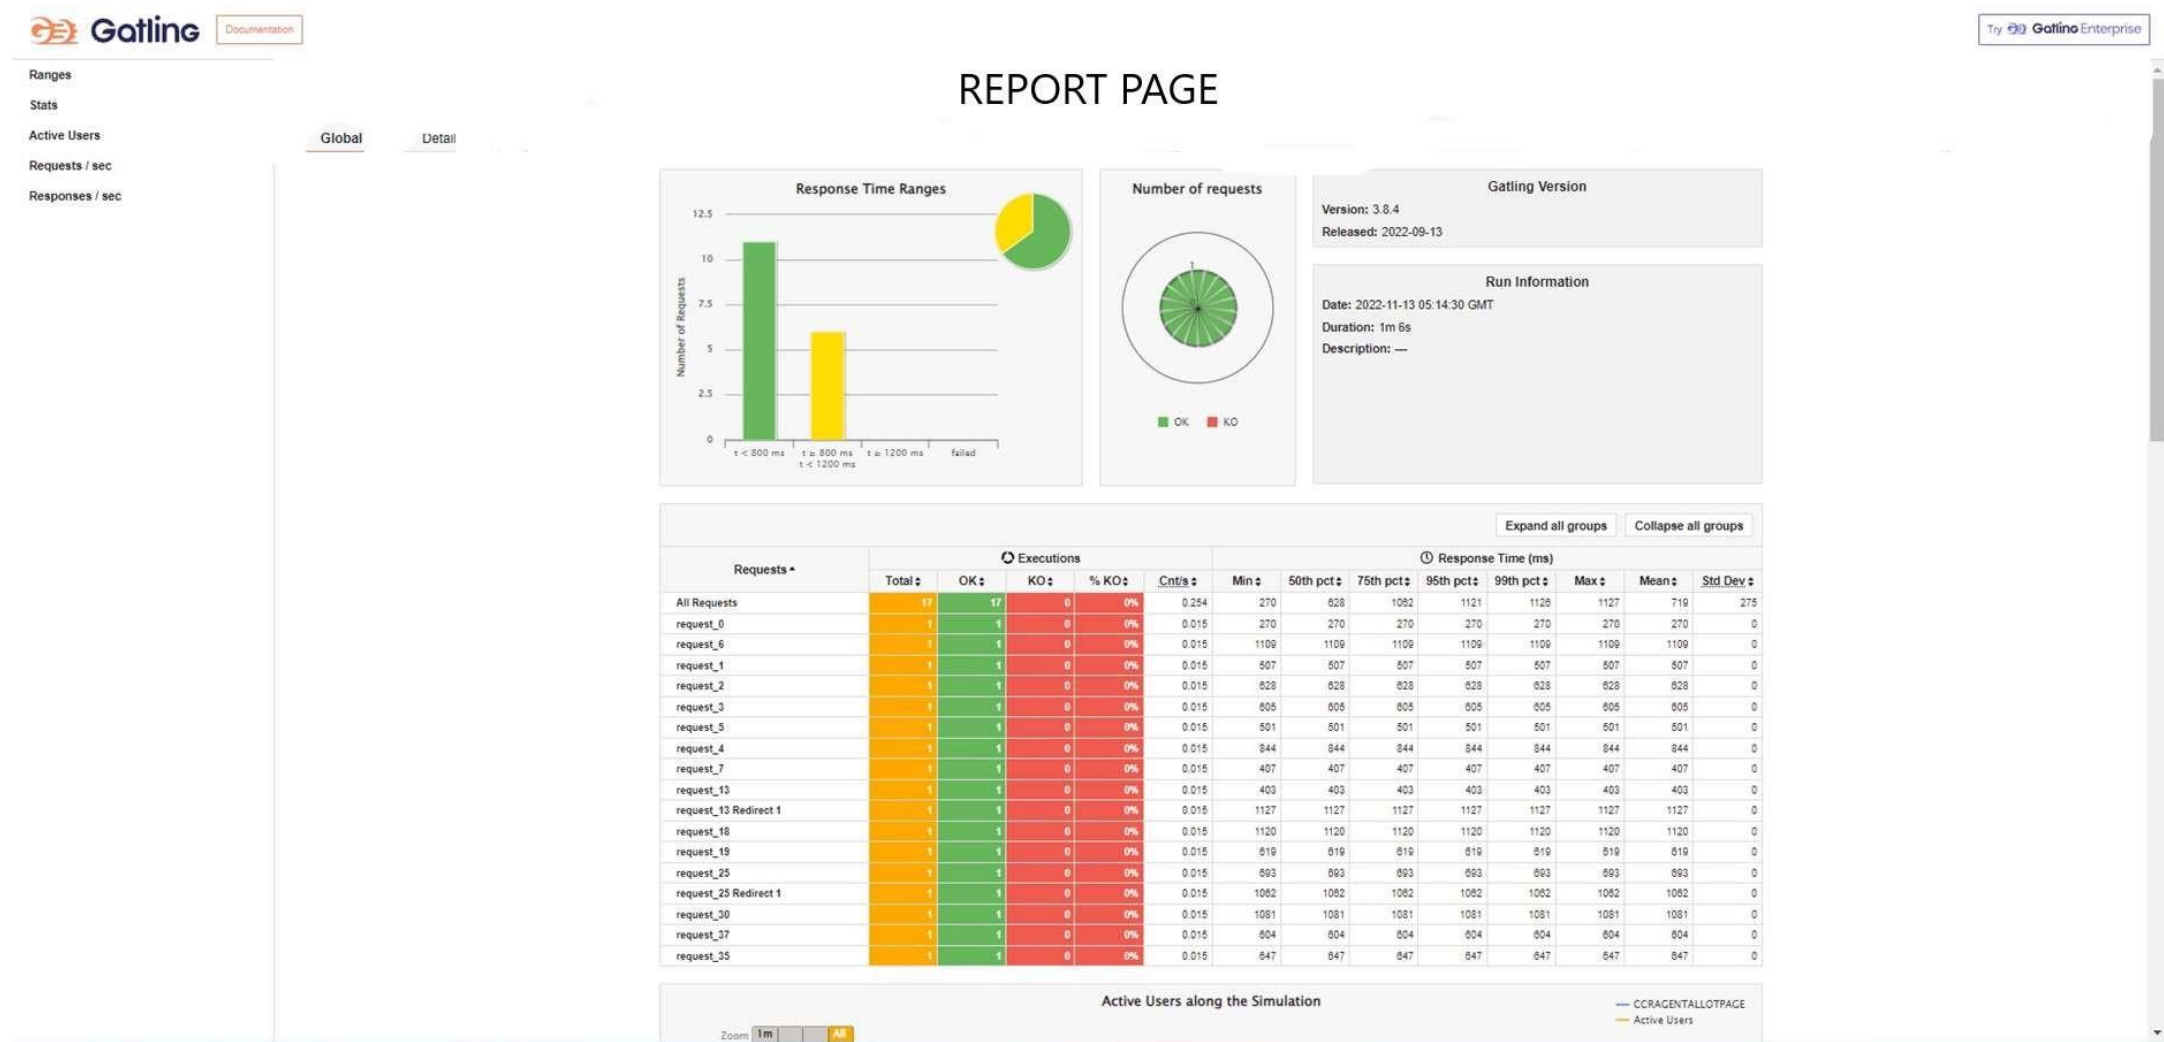 Gatling Documentation Try Gatling Enterprise
Ranges
Stats
Active Users
Requests / sec
Responses / sec
REPORT PAGE
Global Detail
Response Time Ranges
12.5
10
7.5
5
2.5
0
Number of Requests
t < 800 ms t ≥ 800 ms t ≥ 1200 ms failed
t < 1200 ms
Number of requests
1
0
OK KO
Gatling Version
Version: 3.8.4
Released: 2022-09-13
Run Information
Date: 2022-11-13 05:14:30 GMT
Duration: 1m 6s
Description: —
Expand all groups Collapse all groups
Requests Executions Response Time (ms)
Total OK KO % KO Cnt/s Min 50th pct 75th pct 95th pct 99th pct Max Mean Std Dev
All Requests 17 17 0 0% 0.254 270 628 1062 1121 1126 1127 719 275
request_0 1 1 0 0% 0.015 270 270 270 270 270 270 270 0
request_6 1 1 0 0% 0.015 1109 1109 1109 1109 1109 1109 1109 0
request_1 1 1 0 0% 0.015 507 507 507 507 507 507 507 0
request_2 1 1 0 0% 0.015 628 628 628 628 628 628 628 0
request_3 1 1 0 0% 0.015 605 605 605 605 605 605 605 0
request_5 1 1 0 0% 0.015 501 501 501 501 501 501 501 0
request_4 1 1 0 0% 0.015 844 844 844 844 844 844 844 0
request_7 1 1 0 0% 0.015 407 407 407 407 407 407 407 0
request_13 1 1 0 0% 0.015 403 403 403 403 403 403 403 0
request_13 Redirect 1 1 1 0 0% 0.015 1127 1127 1127 1127 1127 1127 1127 0
request_18 1 1 0 0% 0.015 1120 1120 1120 1120 1120 1120 1120 0
request_19 1 1 0 0% 0.015 619 619 619 619 619 619 619 0
request_25 1 1 0 0% 0.015 693 693 693 693 693 693 693 0
request_25 Redirect 1 1 1 0 0% 0.015 1062 1062 1062 1062 1062 1062 1062 0
request_30 1 1 0 0% 0.015 1081 1081 1081 1081 1081 1081 1081 0
request_37 1 1 0 0% 0.015 604 604 604 604 604 604 604 0
request_35 1 1 0 0% 0.015 647 647 647 647 647 647 647 0
Active Users along the Simulation
CCRAGENTALLOTPAGE
Active Users
Zoom 1m All